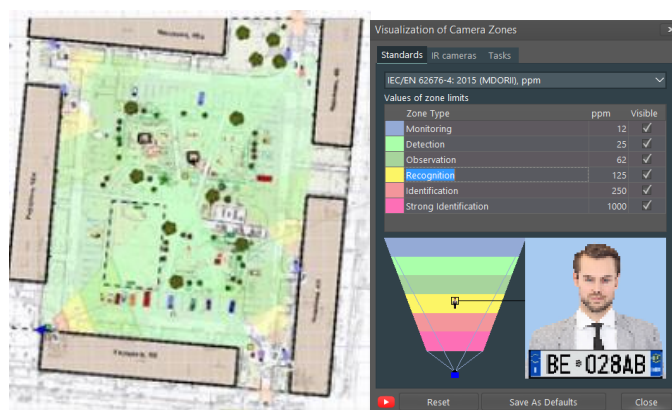 Visualization of Camera Zones
Standards IR cameras Tasks
IEC/EN 62676-4: 2015 (MDORII), ppm
Values of zone limits
Zone Type ppm Visible
Monitoring 12
Detection 25
Observation 62
Recognition 125
Identification 250
Strong Identification 1000
BE 028AB
Reset Save As Defaults Close